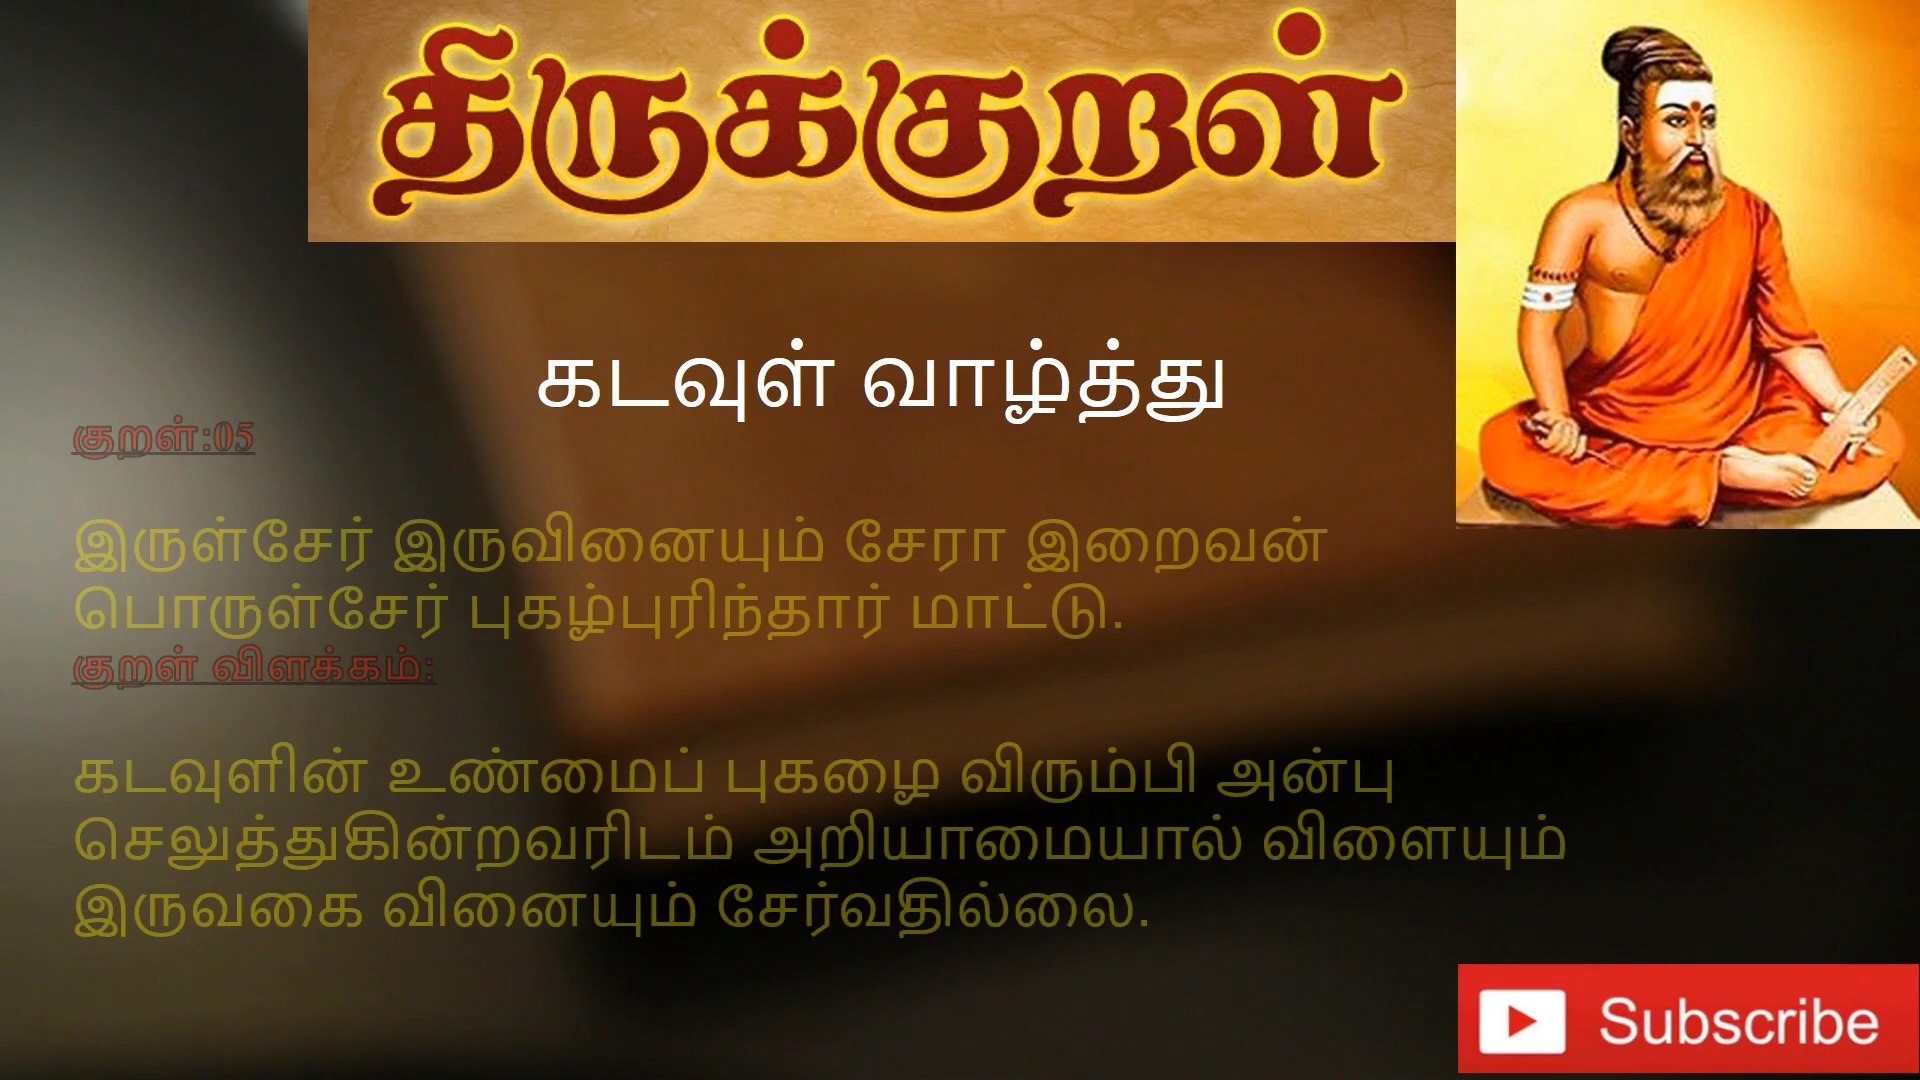 திருக்குறள்
கடவுள் வாழ்த்து
குறள்:05
இருள்சேர் இருவினையும் சேரா இறைவன்
பொருள்சேர் புகழ்புரிந்தார் மாட்டு.
குறள் விளக்கம்:
கடவுளின் உண்மைப் புகழை விரும்பி அன்பு
செலுத்துகின்றவரிடம் அறியாமையால் விளையும்
இருவகை வினையும் சேர்வதில்லை.
Subscribe